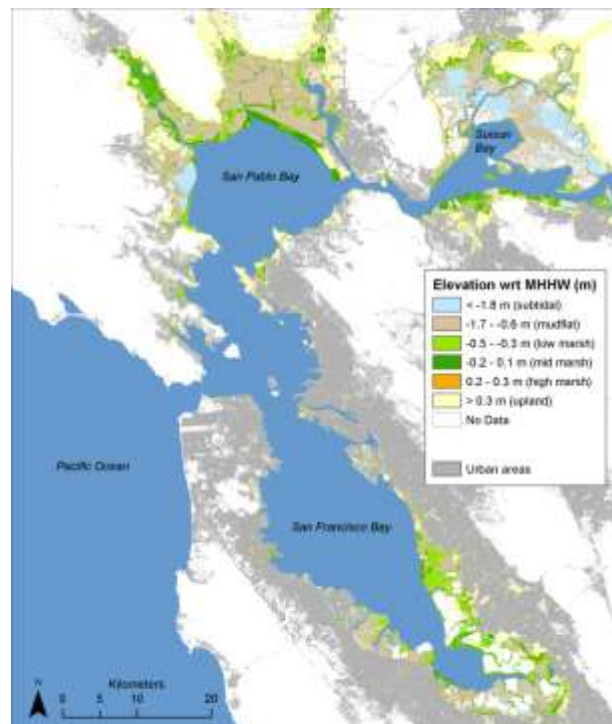 San Pablo Bay
Suisun
Bay
Elevation wrt MHHW (m)
< -1.8 m (subtidal)
-1.7 - -0.6 m (mudflat)
-0.5 - -0.3 m (low marsh)
-0.2 - 0.1 m (mid marsh)
0.2 - 0.3 m (high marsh)
> 0.3 m (upland)
No Data
Urban areas
Pacific Ocean
San Francisco Bay
N
Kilometers
0 5 10 20